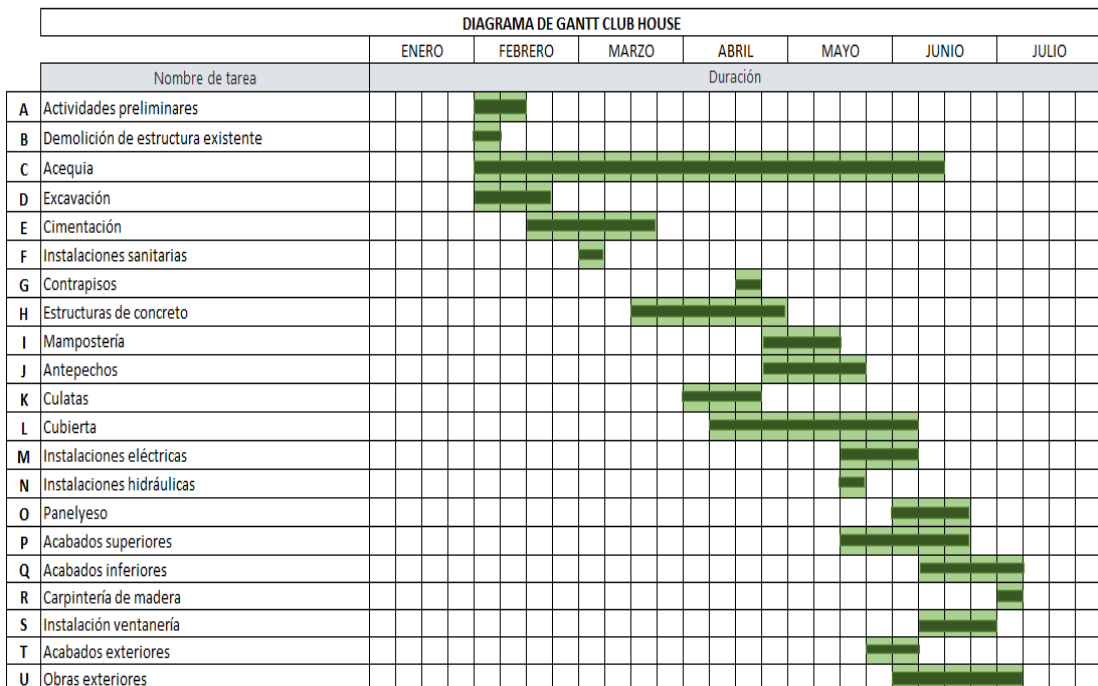 DIAGRAMA DE GANTT CLUB HOUSE
ENERO FEBRERO MARZO ABRIL MAYO JUNIO JULIO
Nombre de tarea Duración
A Actividades preliminares
B Demolición de estructura existente
C Acequia
D Excavación
E Cimentación
F Instalaciones sanitarias
G Contrapisos
H Estructuras de concreto
I Mampostería
J Antepechos
K Culatas
L Cubierta
M Instalaciones eléctricas
N Instalaciones hidráulicas
O Panelyeso
P Acabados superiores
Q Acabados inferiores
R Carpintería de madera
S Instalación ventanería
T Acabados exteriores
U Obras exteriores